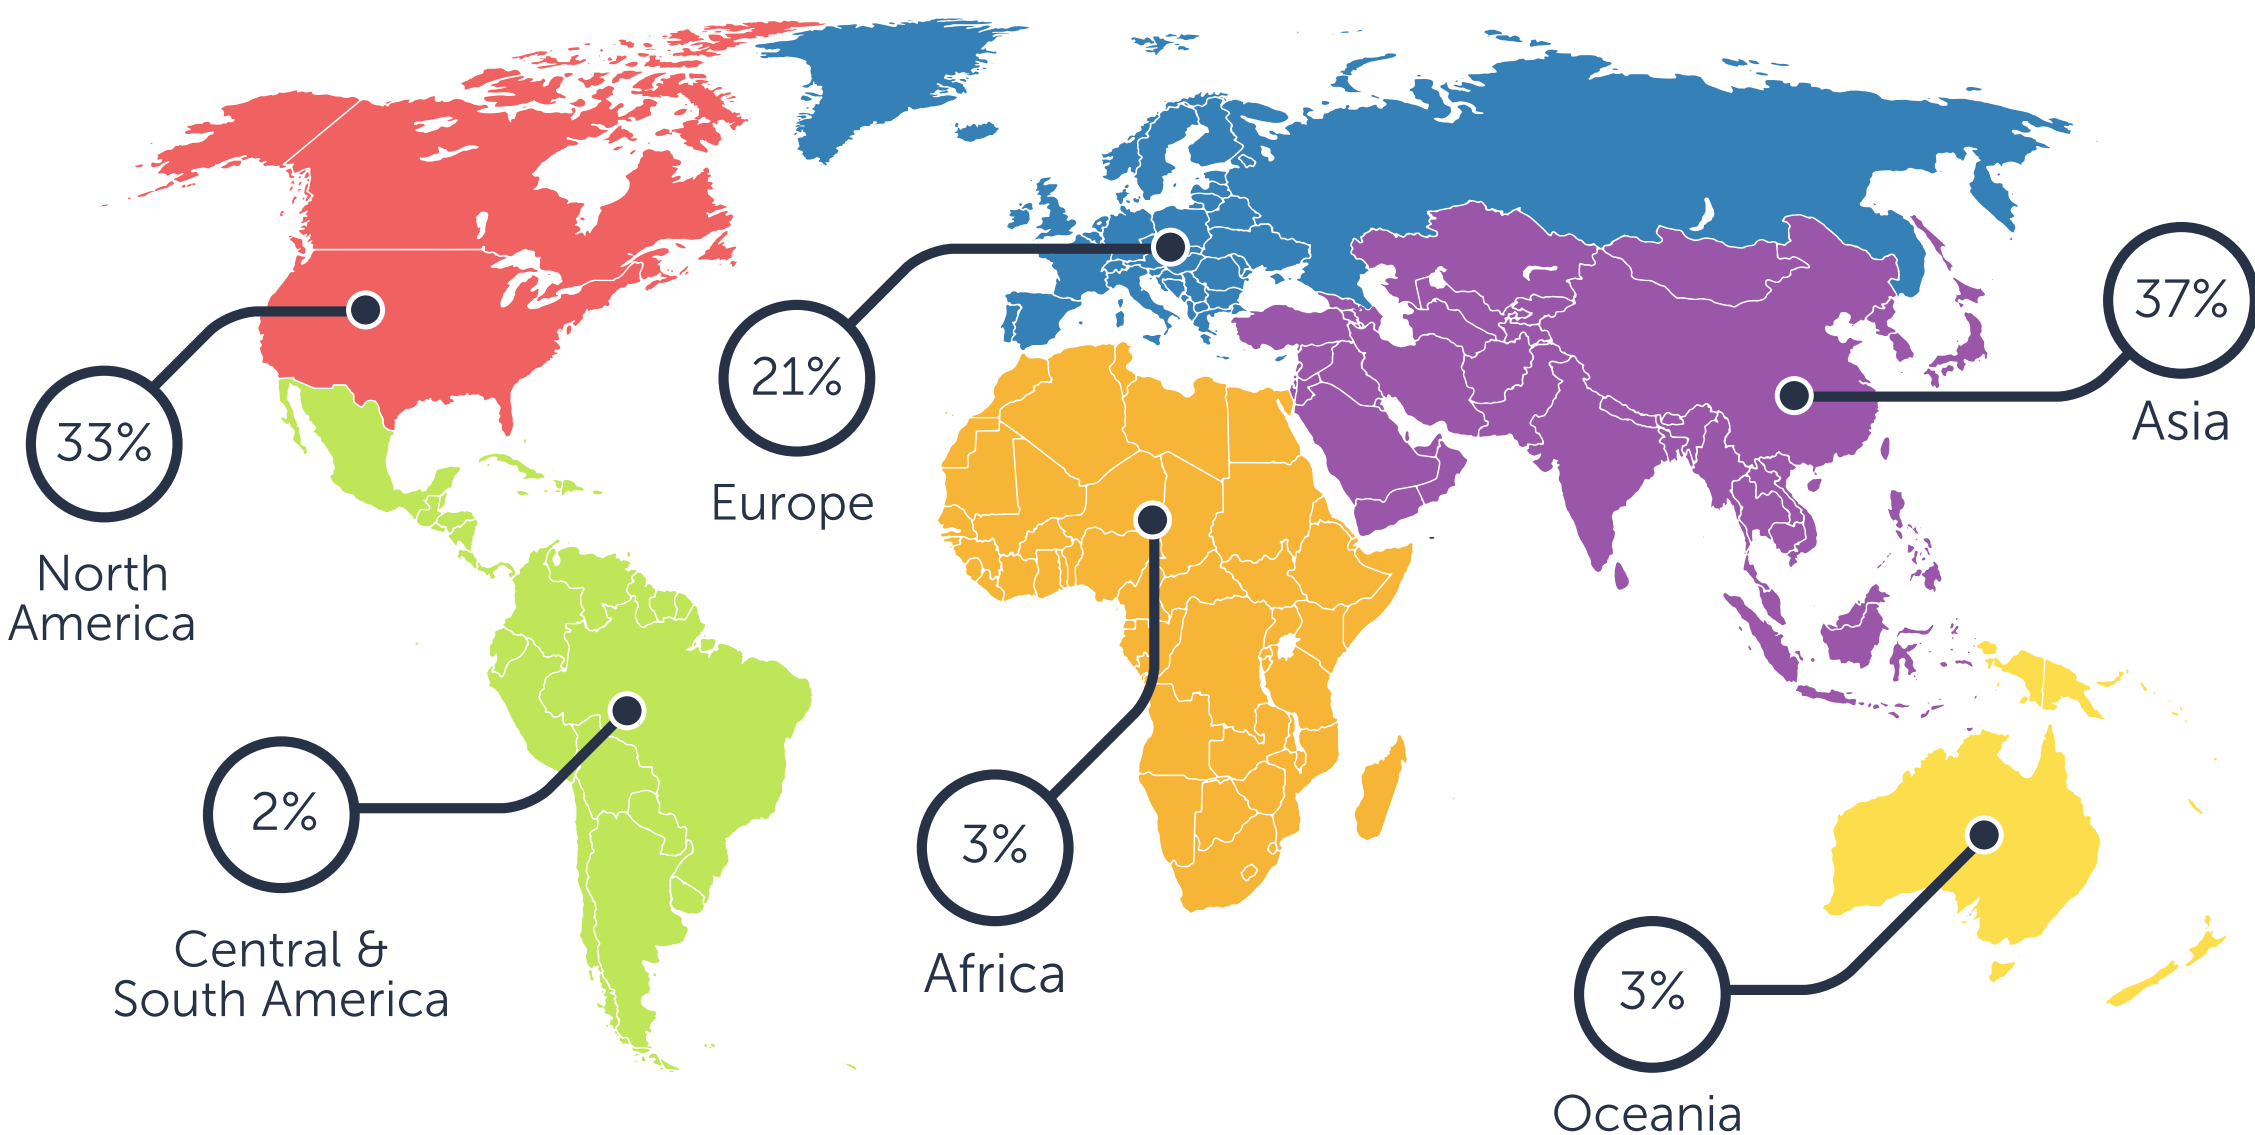 33%
North
America
21%
Europe
37%
Asia
2%
Central &
South America
3%
Africa
3%
Oceania